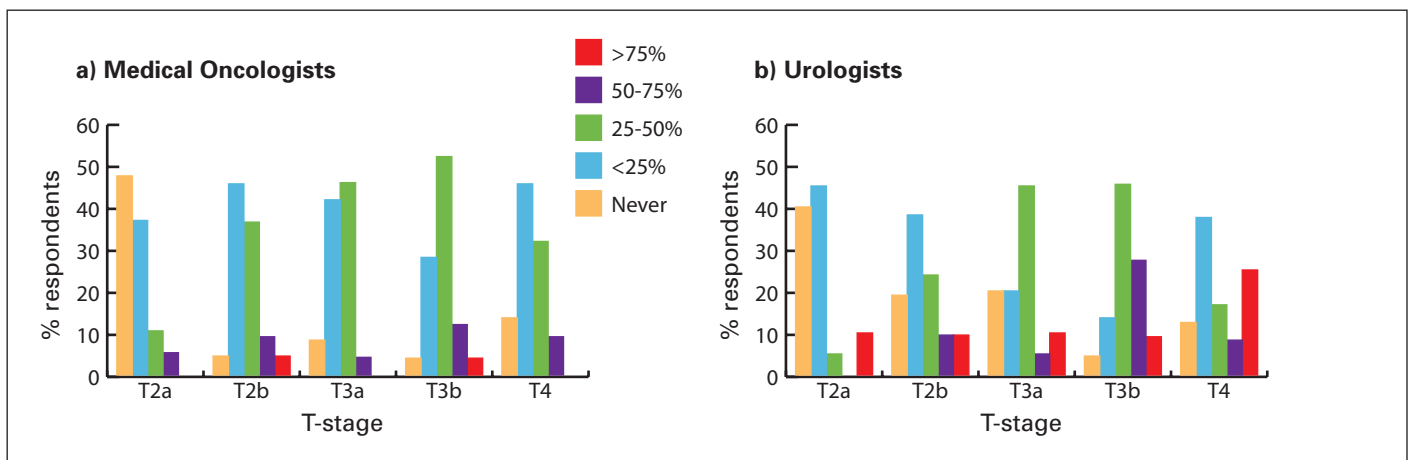 a) Medical Oncologists
60
50
40
30
20
10
0
% respondents
T2a T2b T3a T3b T4
T-stage
>75%
50-75%
25-50%
<25%
Never
b) Urologists
60
50
40
30
20
10
0
% respondents
T2a T2b T3a T3b T4
T-stage